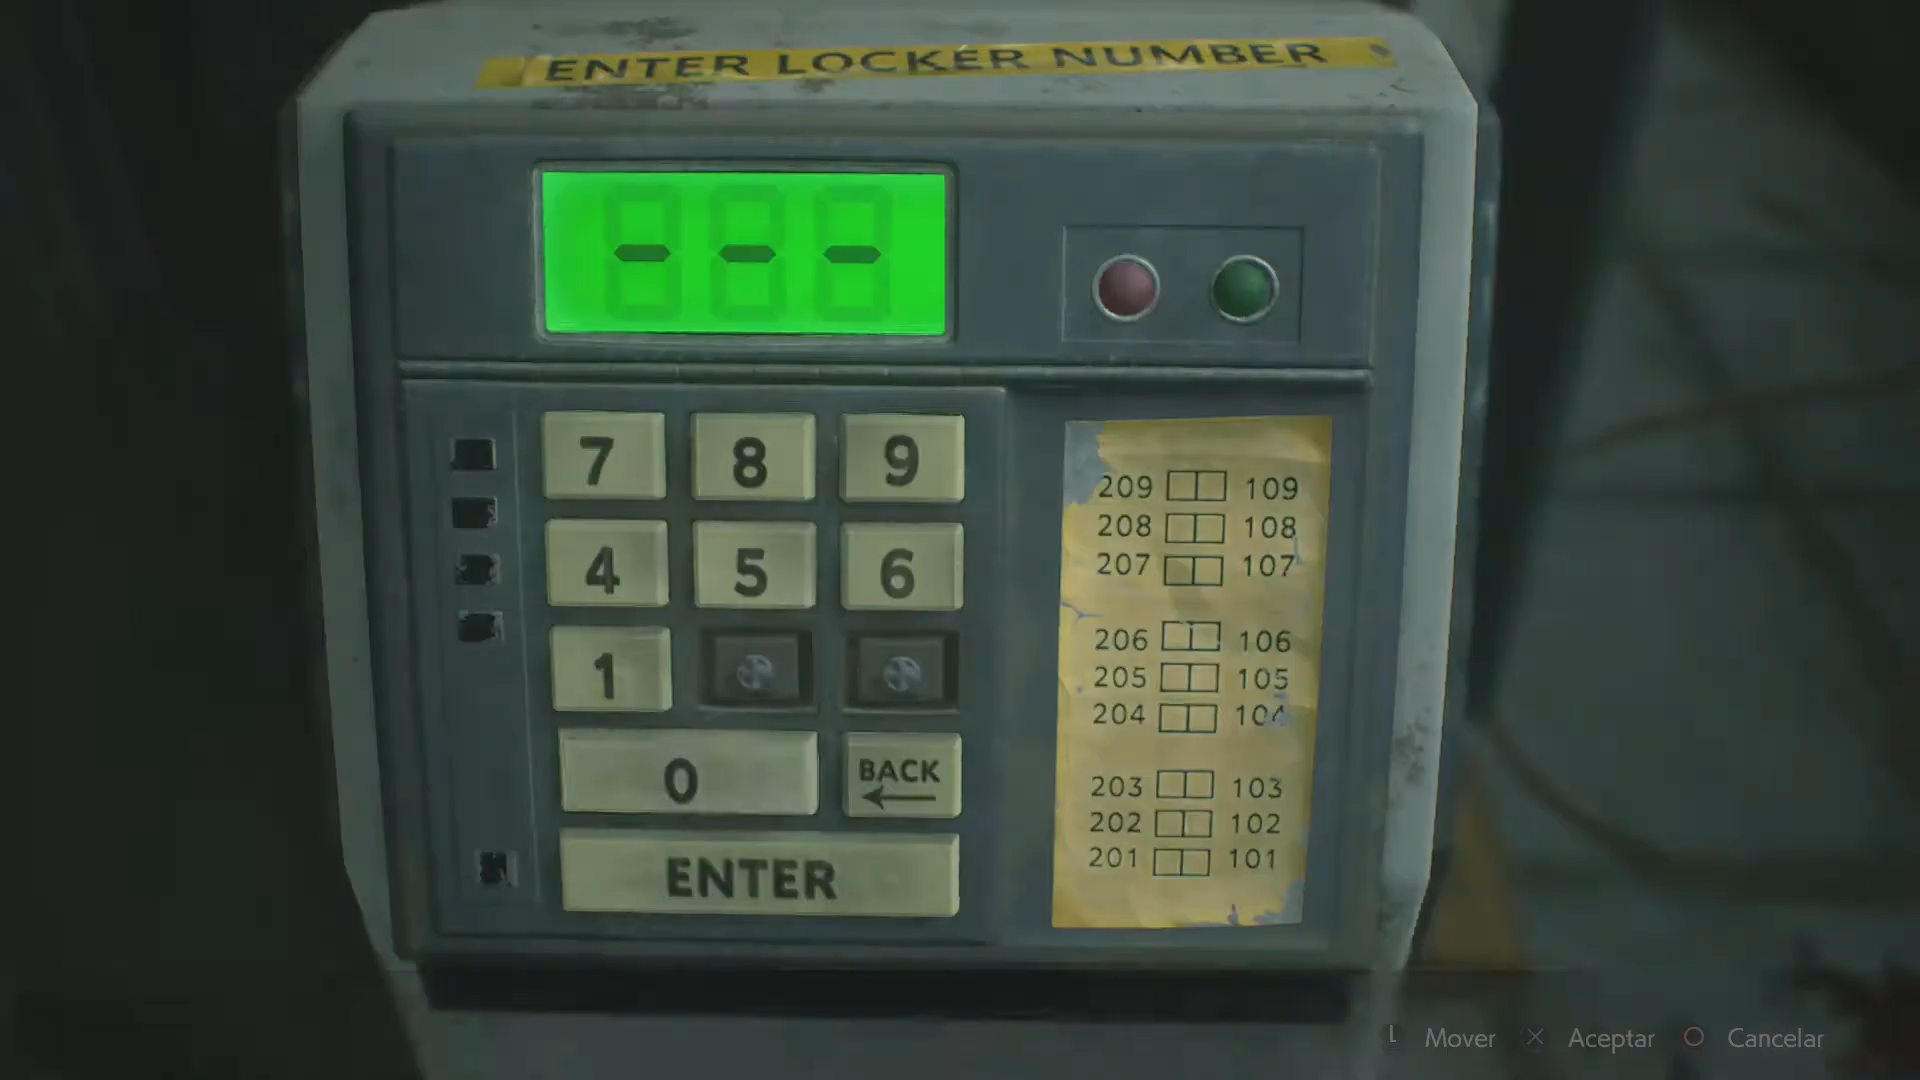 ENTER LOCKER NUMBER
- - -
7 8 9
4 5 6
1
0 BACK
ENTER
209 109
208 108
207 107
206 106
205 105
204 104
203 103
202 102
201 101
L Mover Aceptar Cancelar